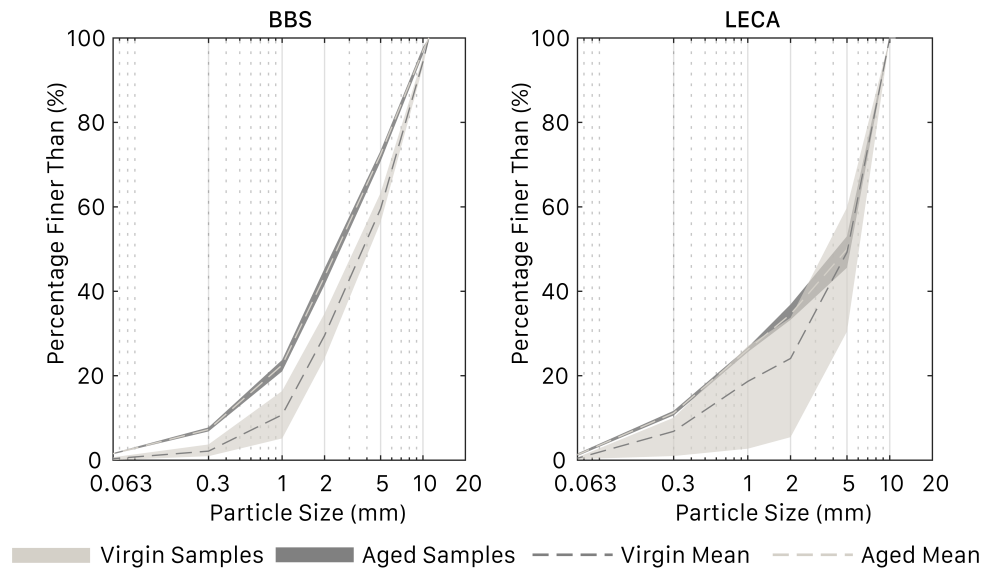 BBS
LECA
Percentage Finer Than (%)
100
80
60
40
20
0
0.063 0.3 1 2 5 10 20
Particle Size (mm)
Percentage Finer Than (%)
100
80
60
40
20
0
0.063 0.3 1 2 5 10 20
Particle Size (mm)
Virgin Samples Aged Samples Virgin Mean Aged Mean